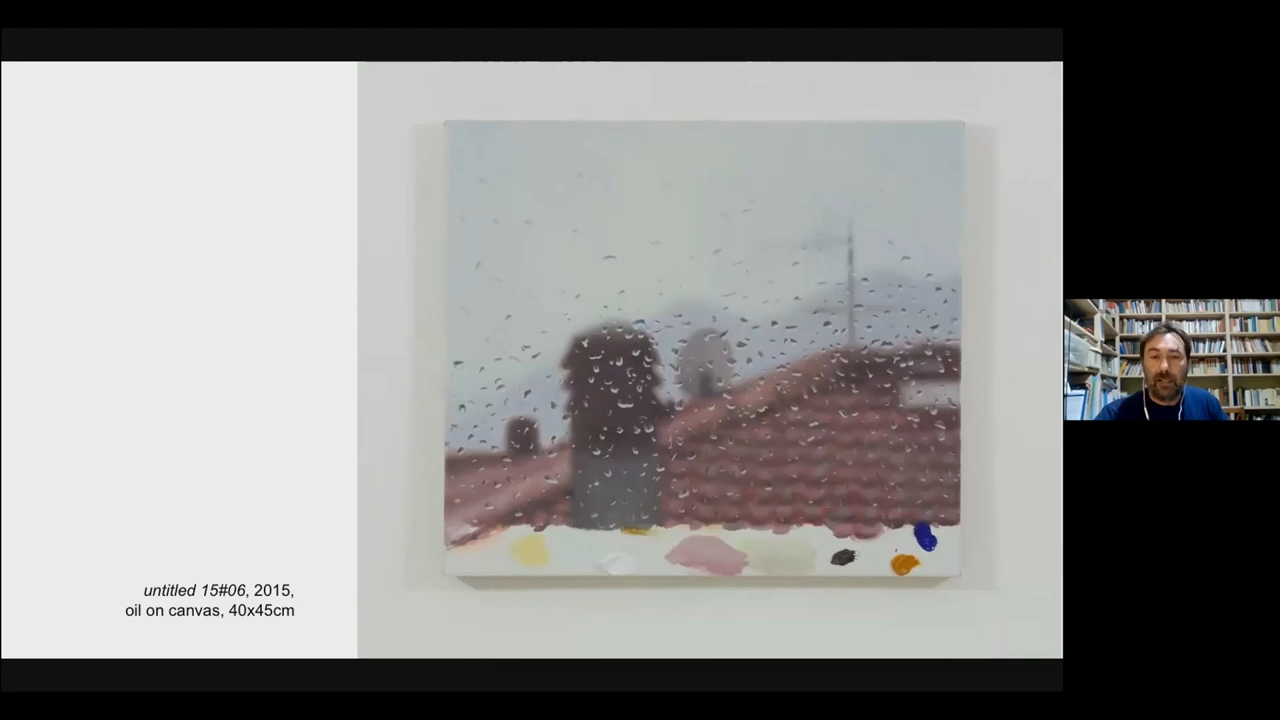 untitled 15#06, 2015,
oil on canvas, 40x45cm